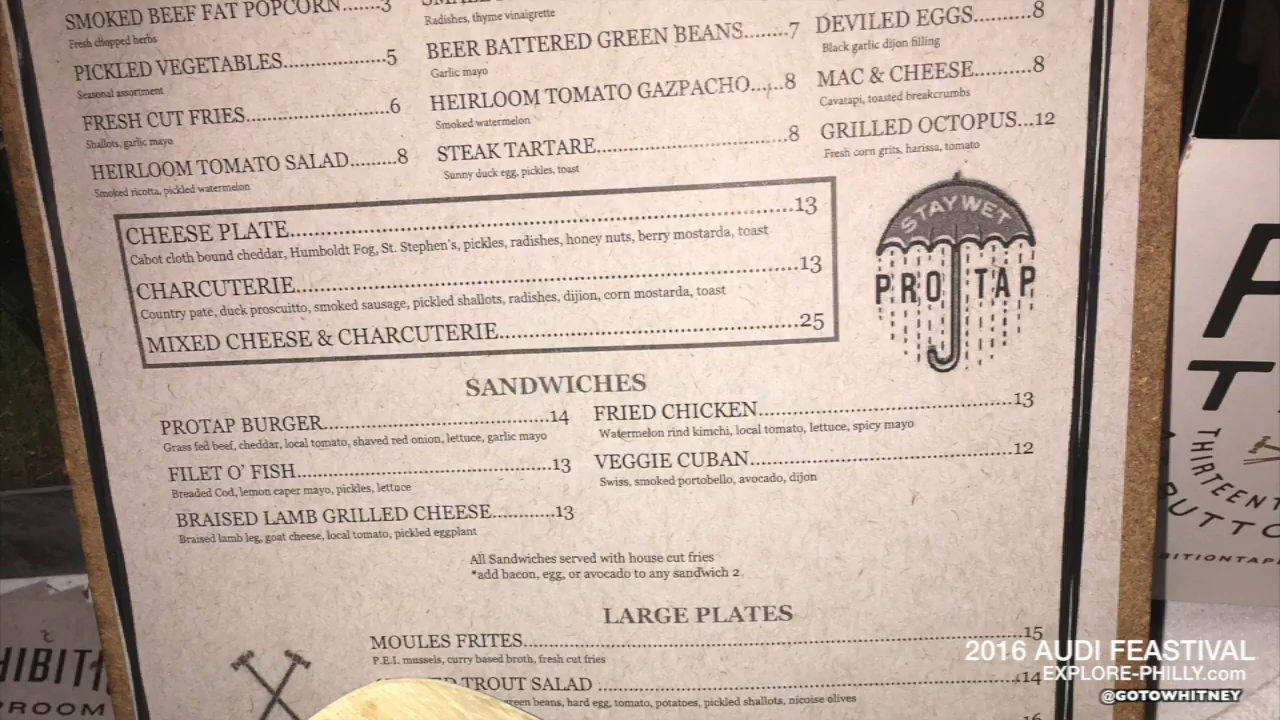 SMOKED BEEF FAT POPCORN......3
Fresh chopped herbs
PICKLED VEGETABLES...................5
Seasonal assortment
FRESH CUT FRIES.........................6
Shallots, garlic mayo
HEIRLOOM TOMATO SALAD.........8
Smoked ricotta, pickled watermelon
Radishes, thyme vinaigrette
BEER BATTERED GREEN BEANS........7
Garlic mayo
HEIRLOOM TOMATO GAZPACHO......8
Smoked watermelon
STEAK TARTARE...................................8
Sunny duck egg, pickles, toast
DEVILED EGGS..........8
Black garlic dijon filling
MAC & CHEESE..........8
Cavatapi, toasted breakcrumbs
GRILLED OCTOPUS...12
Fresh corn grits, harissa, tomato
CHEESE PLATE..........................................................13
Cabot cloth bound cheddar, Humboldt Fog, St. Stephen's, pickles, radishes, honey nuts, berry mostarda, toast
CHARCUTERIE..........................................................13
Country pate, duck proscuitto, smoked sausage, pickled shallots, radishes, dijion, corn mostarda, toast
MIXED CHEESE & CHARCUTERIE...................................25
STAY WET
PRO TAP
SANDWICHES
PROTAP BURGER...................................14
Grass fed beef, cheddar, local tomato, shaved red onion, lettuce, garlic mayo
FILET O' FISH.......................................13
Breaded Cod, lemon caper mayo, pickles, lettuce
BRAISED LAMB GRILLED CHEESE............13
Braised lamb leg, goat cheese, local tomato, pickled eggplant
FRIED CHICKEN.......................................13
Watermelon rind kimchi, local tomato, lettuce, spicy mayo
VEGGIE CUBAN........................................12
Swiss, smoked portobello, avocado, dijon
All Sandwiches served with house cut fries
*add bacon, egg, or avocado to any sandwich 2
LARGE PLATES
MOULES FRITES...............................................................15
P.E.I. mussels, curry based broth, fresh cut fries
TROUT SALAD .......................................................14
green beans, hard egg, tomato, potatoes, pickled shallots, nicoise olives
16
HIBIT
ROOM
THIRTEENT
BUTTO
BITIONTAP
2016 AUDI FEASTIVAL
EXPLORE-PHILLY.COM
@GOTOWHITNEY